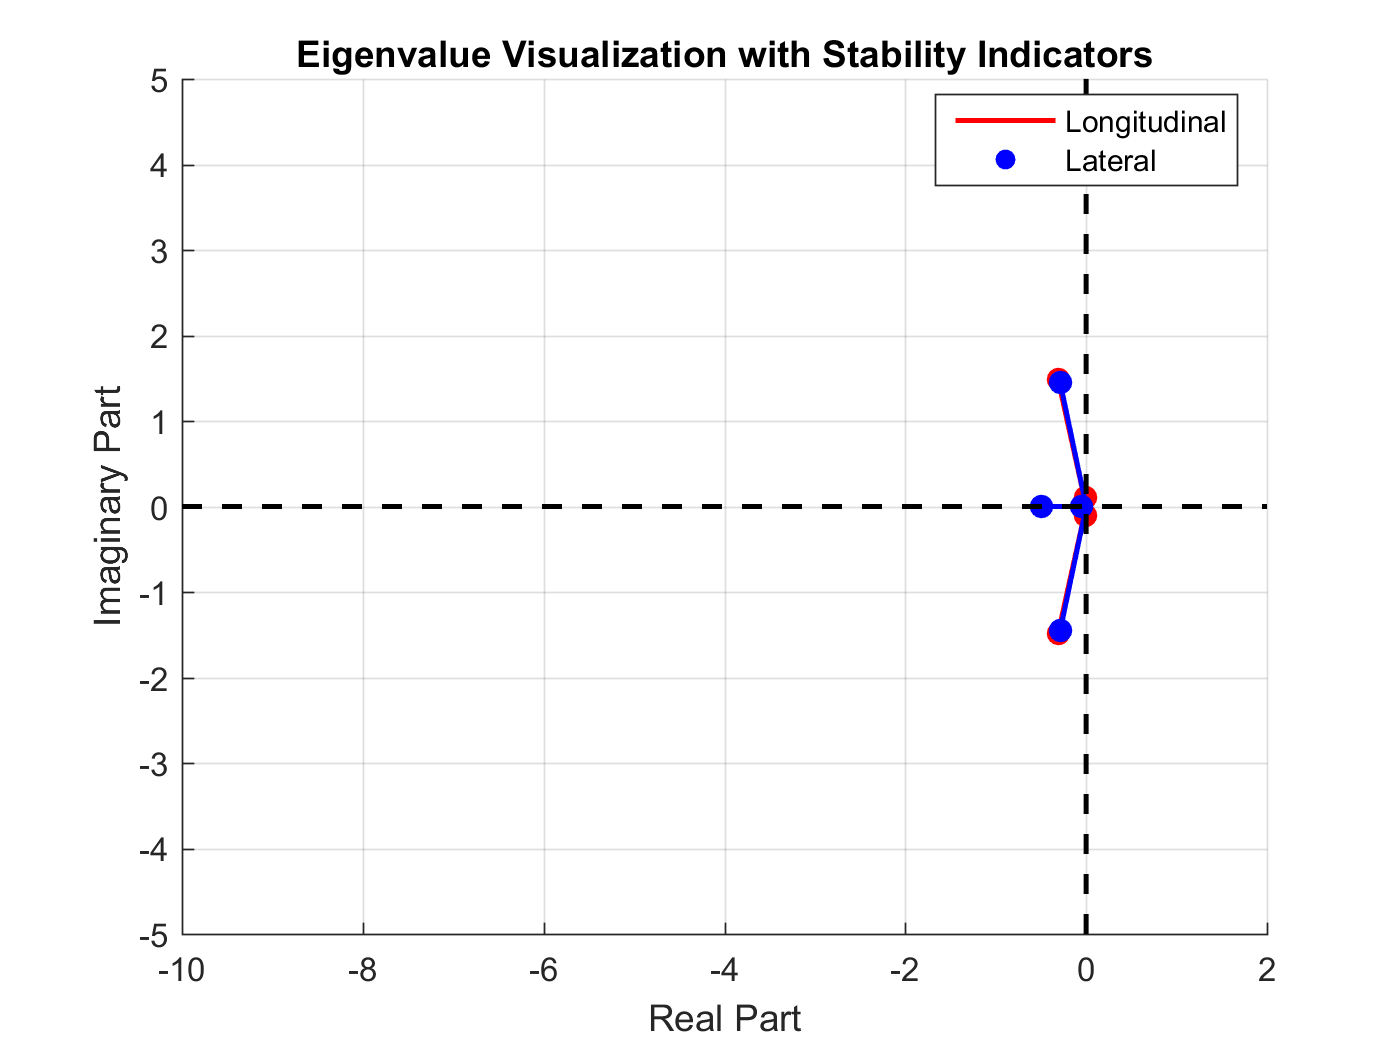 Eigenvalue Visualization with Stability Indicators
Longitudinal
Lateral
5
4
3
2
1
0
-1
-2
-3
-4
-5
Imaginary Part
-10 -8 -6 -4 -2 0 2
Real Part